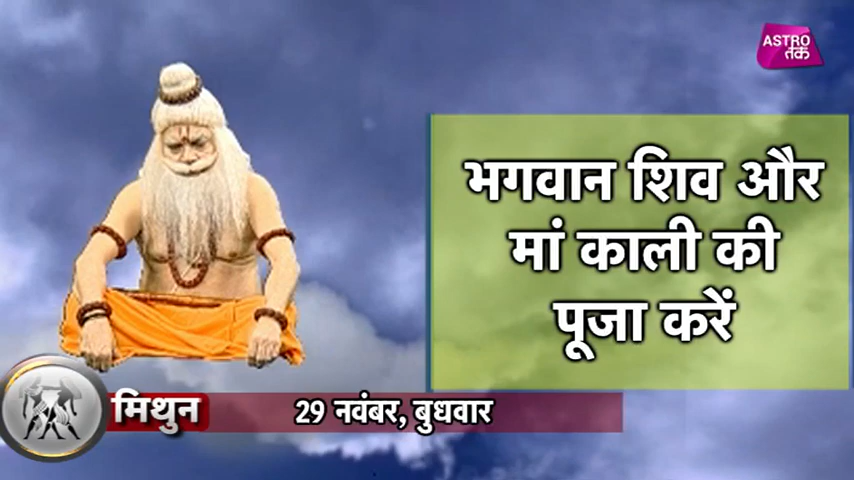 ASTRO
तक
भगवान शिव और
मां काली की
पूजा करें
मिथुन
29 नवंबर, बुधवार